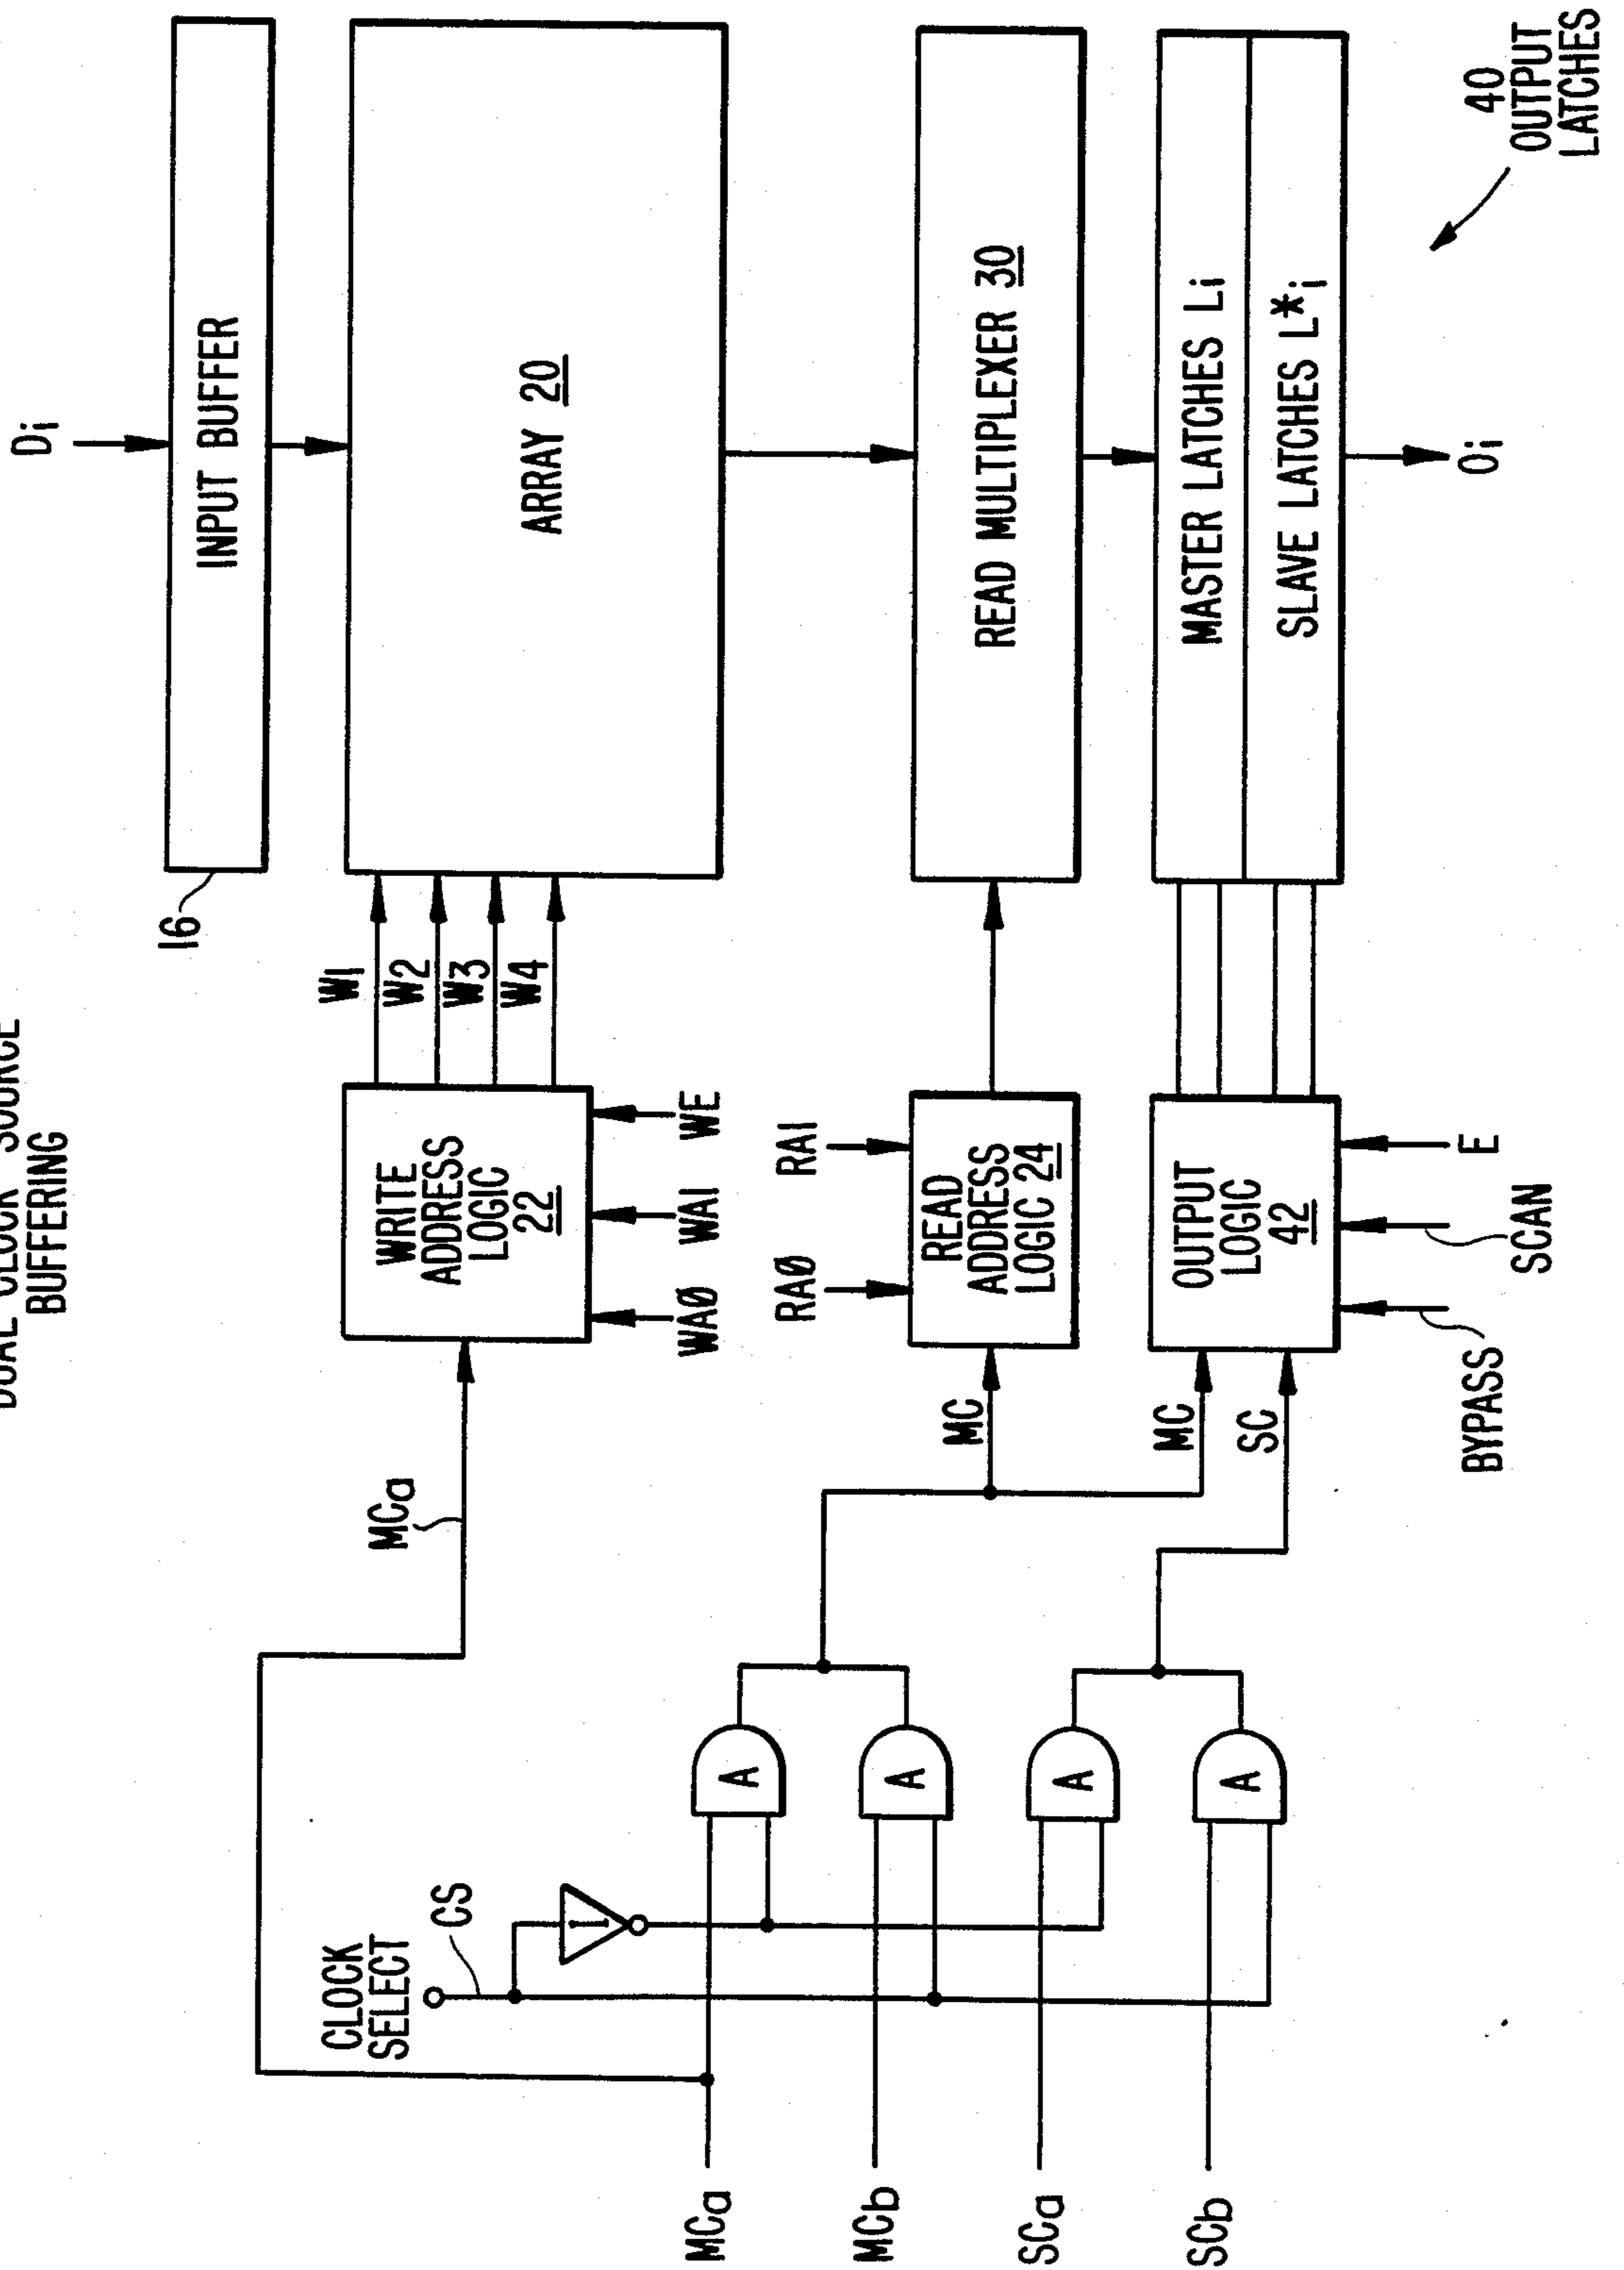 DUAL CLOCK SOURCE
BUFFERING
Di
INPUT BUFFER
16
ARRAY 20
W1
W2
W3
W4
WRITE
ADDRESS
LOGIC
22
WAØ
WA1
WE
MCa
CLOCK
SELECT
CS
I
MCa
MCb
SCa
SCb
A
A
A
A
RAØ
RA1
READ
ADDRESS
LOGIC 24
MC
READ MULTIPLEXER 30
MC
SC
OUTPUT
LOGIC
42
BYPASS
SCAN
E
MASTER LATCHES Li
SLAVE LATCHES L*i
Oi
40
OUTPUT
LATCHES